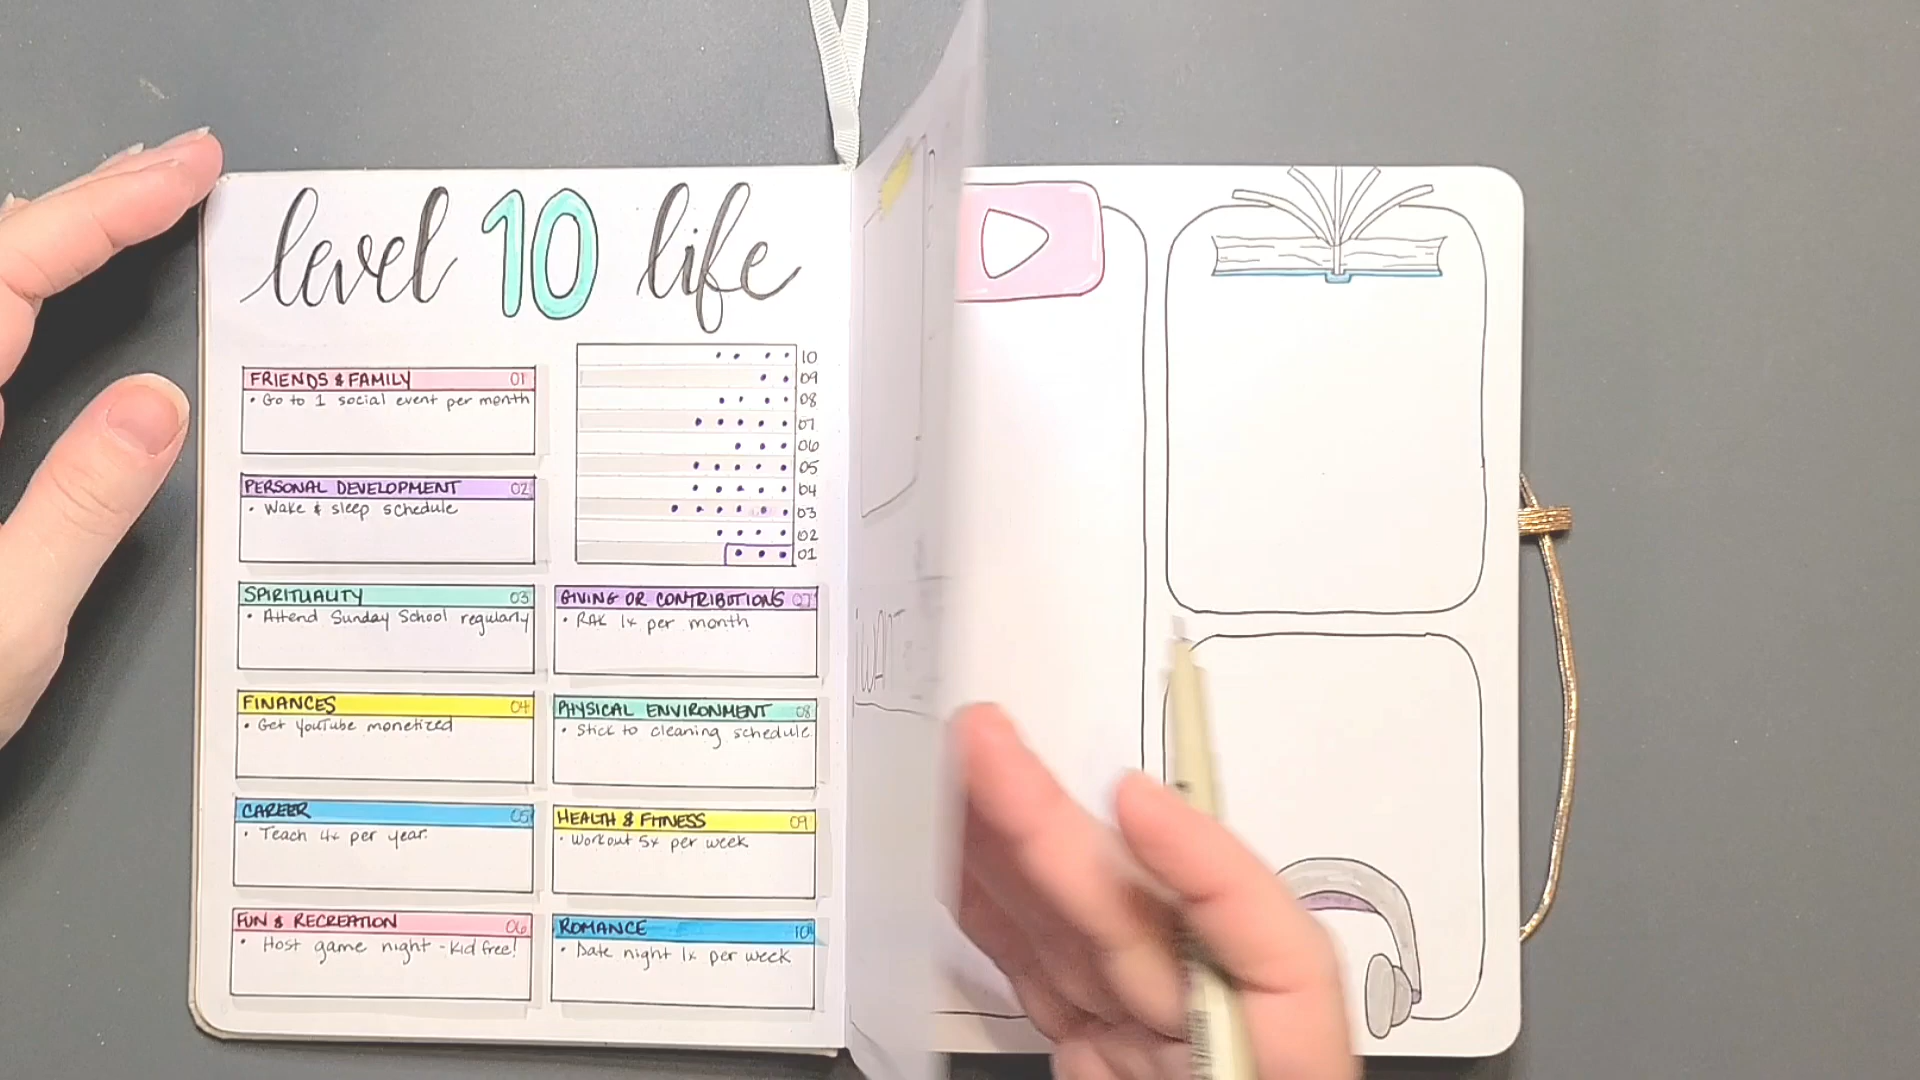 level 10 life
FRIENDS & FAMILY 01
• Go to 1 social event per month
PERSONAL DEVELOPMENT 02
• Wake & sleep schedule
SPIRITUALITY 03
• Attend Sunday School regularly
FINANCES 04
• Get YouTube monetized
CAREER 05
• Teach 4x per year
FUN & RECREATION 06
• Host game night - kid free!
10
09
08
07
06
05
04
03
02
01
GIVING OR CONTRIBUTIONS 07
• RAK 1x per month
PHYSICAL ENVIRONMENT 08
• Stick to cleaning schedule
HEALTH & FITNESS 09
• Workout 5x per week
ROMANCE 10
• Date night 1x per week